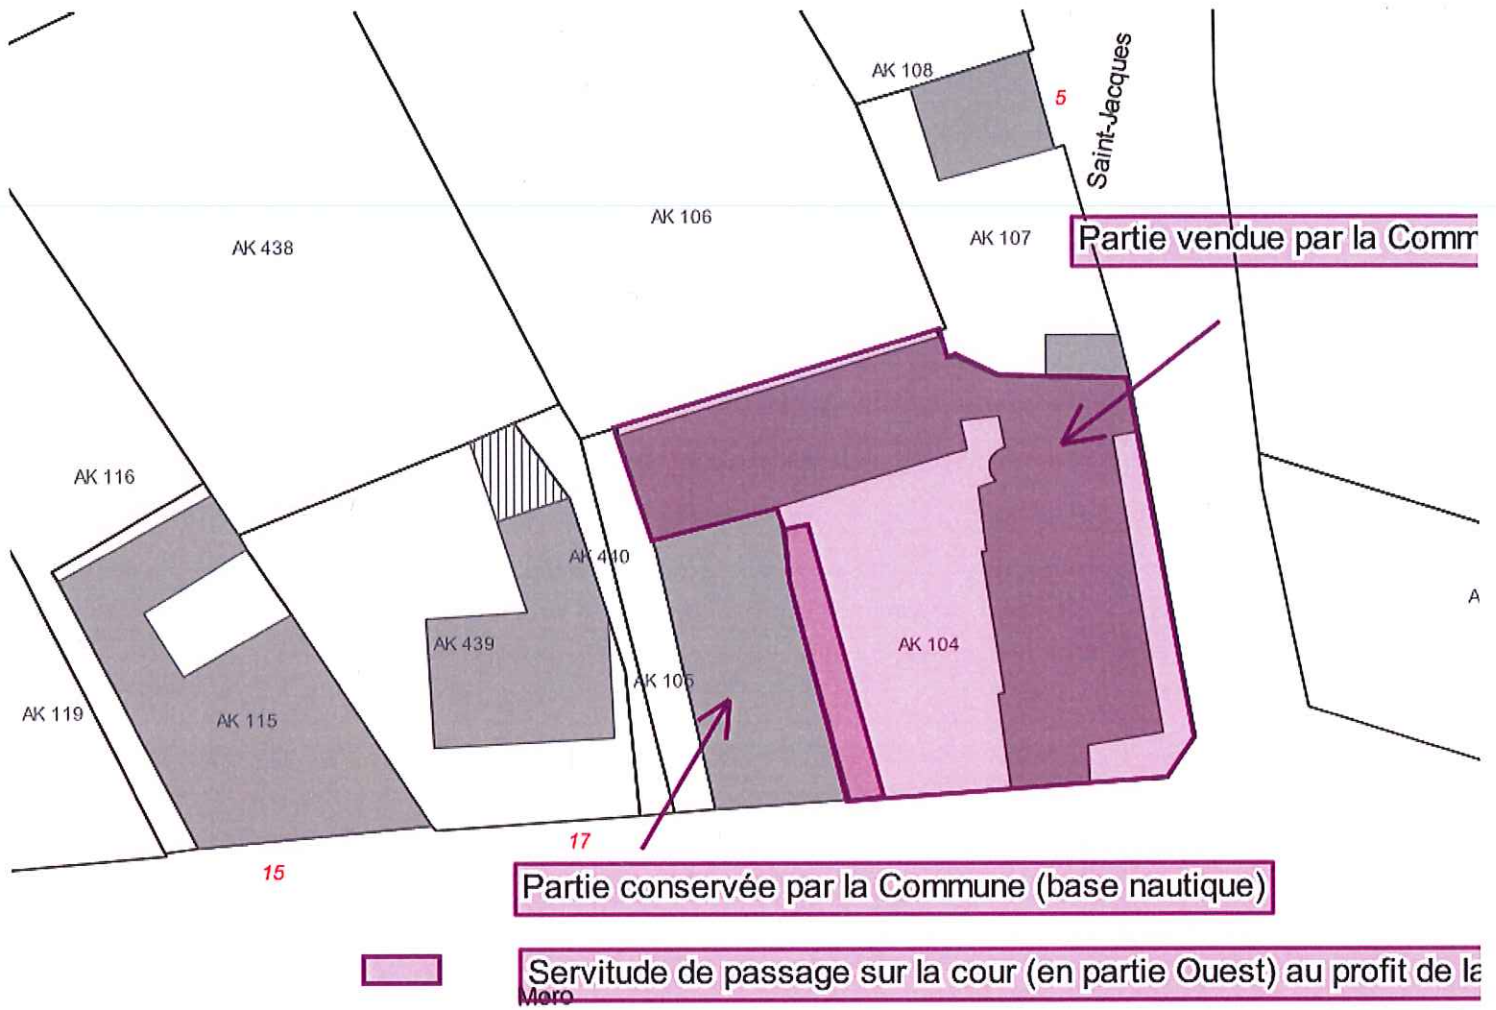 AK 108
5
Saint-Jacques
AK 106
AK 438
AK 107
Partie vendue par la Comm
AK 116
AK 440
AK 439
AK 104
AK 105
AK 119
AK 115
A
17
15
Partie conservée par la Commune (base nautique)
Servitude de passage sur la cour (en partie Ouest) au profit de la
Moro